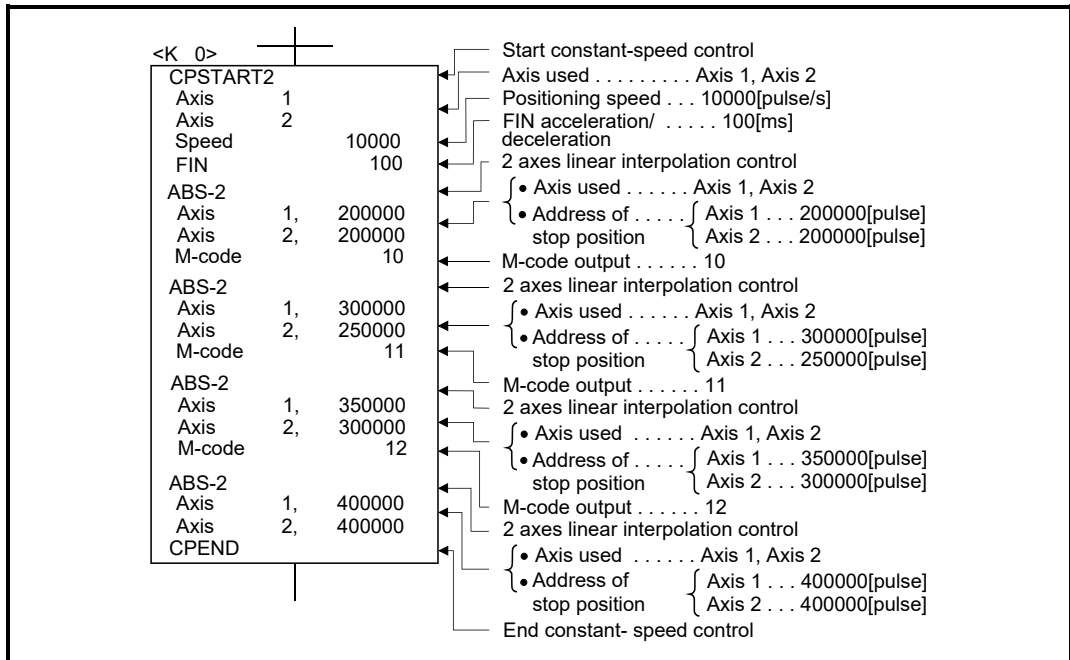 <K 0>
CPSTART2
Axis 1
Axis 2
Speed 10000
FIN 100
ABS-2
Axis 1, 200000
Axis 2, 200000
M-code 10
ABS-2
Axis 1, 300000
Axis 2, 250000
M-code 11
ABS-2
Axis 1, 350000
Axis 2, 300000
M-code 12
ABS-2
Axis 1, 400000
Axis 2, 400000
CPEND
Start constant-speed control
Axis used . . . . . . . . . Axis 1, Axis 2
Positioning speed . . . 10000[pulse/s]
FIN acceleration/ . . . . . 100[ms]
deceleration
2 axes linear interpolation control
• Axis used . . . . . . Axis 1, Axis 2
• Address of . . . . . Axis 1 . . . 200000[pulse]
stop position Axis 2 . . . 200000[pulse]
M-code output . . . . . . 10
2 axes linear interpolation control
• Axis used . . . . . . Axis 1, Axis 2
• Address of . . . . . Axis 1 . . . 300000[pulse]
stop position Axis 2 . . . 250000[pulse]
M-code output . . . . . . 11
2 axes linear interpolation control
• Axis used . . . . . . Axis 1, Axis 2
• Address of . . . . . Axis 1 . . . 350000[pulse]
stop position Axis 2 . . . 300000[pulse]
M-code output . . . . . . 12
2 axes linear interpolation control
• Axis used . . . . . . Axis 1, Axis 2
• Address of Axis 1 . . . 400000[pulse]
stop position Axis 2 . . . 400000[pulse]
End constant- speed control